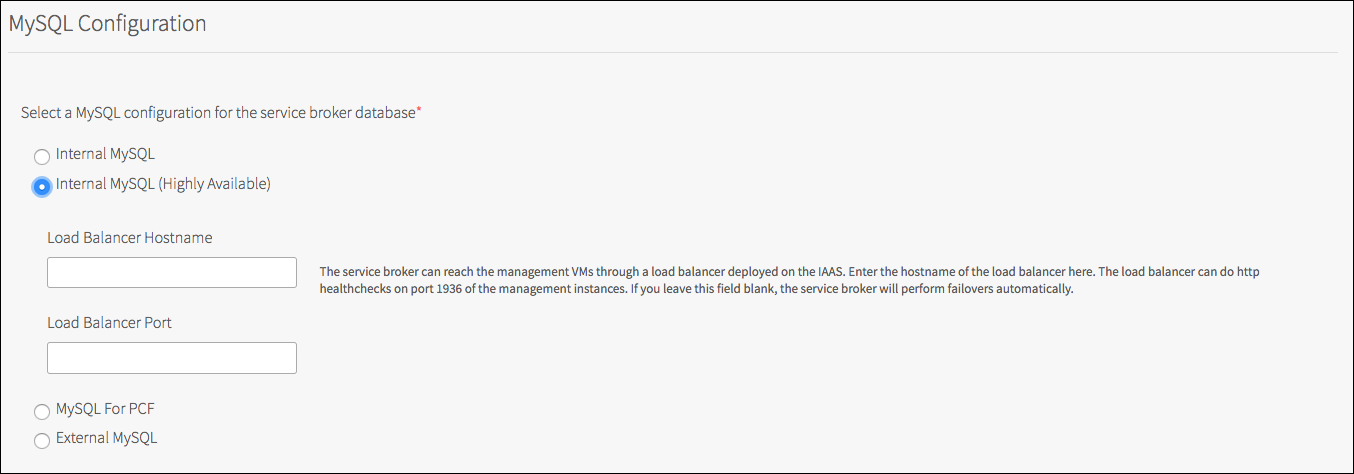 MySQL Configuration
Select a MySQL configuration for the service broker database*
Internal MySQL
Internal MySQL (Highly Available)
Load Balancer Hostname
The service broker can reach the management VMs through a load balancer deployed on the IAAS. Enter the hostname of the load balancer here. The load balancer can do http
healthchecks on port 1936 of the management instances. If you leave this field blank, the service broker will perform failovers automatically.
Load Balancer Port
MySQL For PCF
External MySQL